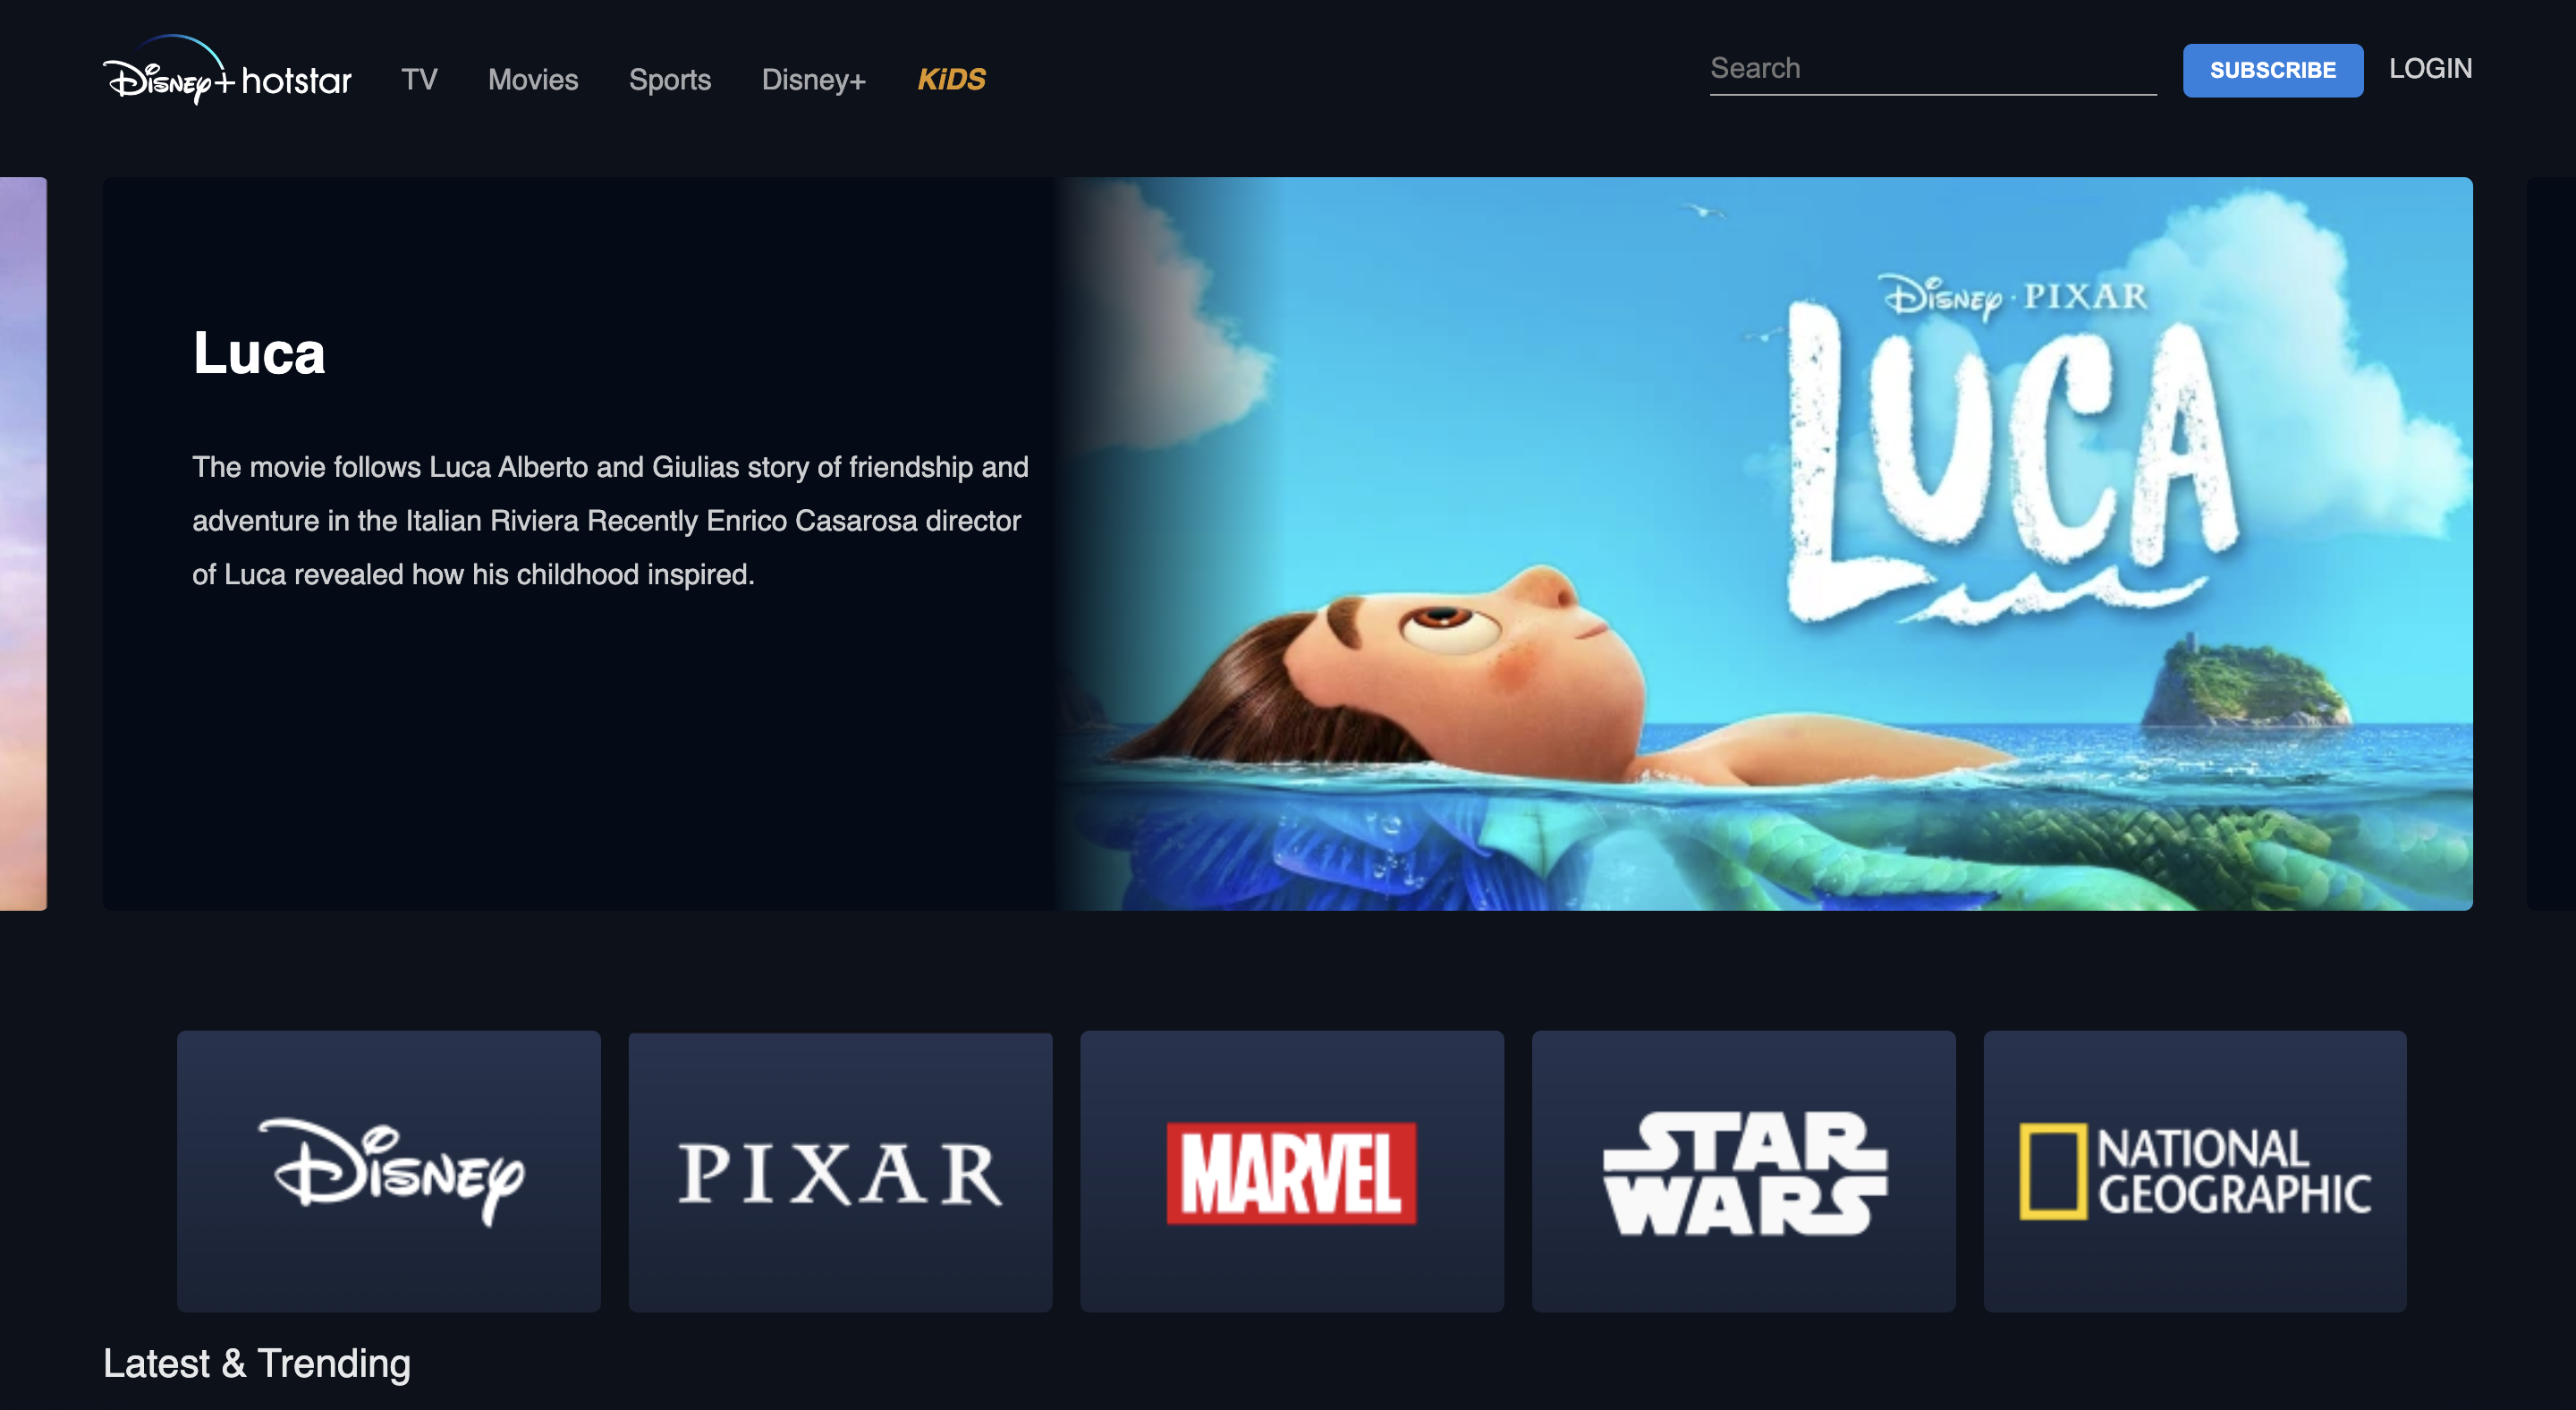 Disney+ hotstar TV Movies Sports Disney+ KiDS Search SUBSCRIBE LOGIN
Luca
The movie follows Luca Alberto and Giulias story of friendship and
adventure in the Italian Riviera Recently Enrico Casarosa director
of Luca revealed how his childhood inspired.
Disney · PIXAR
LUCA
Disney
PIXAR
MARVEL
STAR
WARS
NATIONAL
GEOGRAPHIC
Latest & Trending